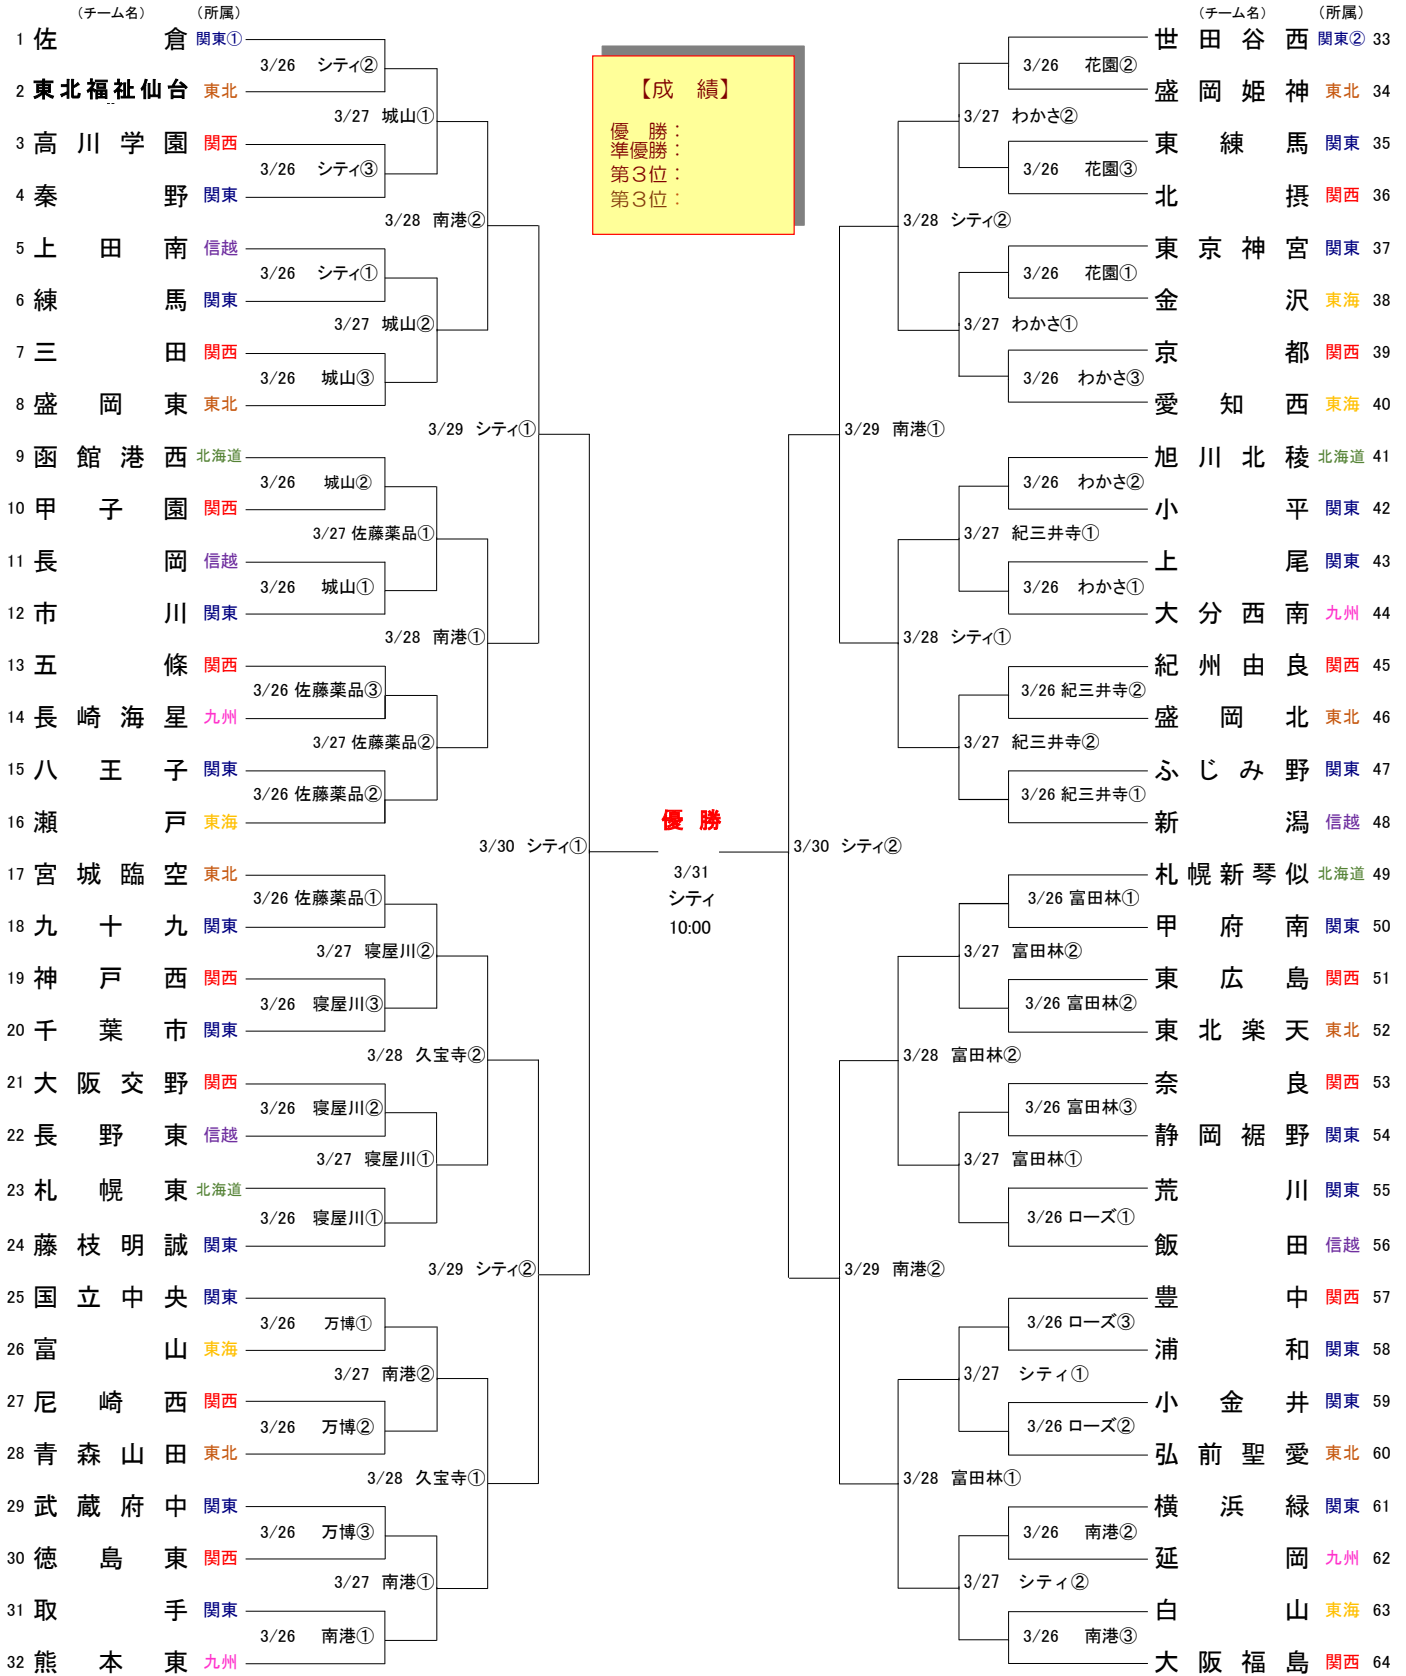 (チーム名) (所属)
1 佐倉 関東①
3/26 シティ②
2 東北福祉仙台 東北
3/27 城山①
3 高川学園 関西
3/26 シティ③
4 秦野 関東
3/28 南港②
5 上田南 信越
3/26 シティ①
6 練馬 関東
3/27 城山②
7 三田 関西
3/26 城山③
8 盛岡東 東北
3/29 シティ①
9 函館港西 北海道
3/26 城山②
10 甲子園 関西
3/27 佐藤薬品①
11 長岡 信越
3/26 城山①
12 市川 関東
3/28 南港①
13 五條 関西
3/26 佐藤薬品③
14 長崎海星 九州
3/27 佐藤薬品②
15 八王子 関東
3/26 佐藤薬品②
16 瀬戸 東海
3/30 シティ①
17 宮城臨空 東北
3/26 佐藤薬品①
18 九十九 関東
3/27 寝屋川②
19 神戸西 関西
3/26 寝屋川③
20 千葉市 関東
3/28 久宝寺②
21 大阪交野 関西
3/26 寝屋川②
22 長野東 信越
3/27 寝屋川①
23 札幌東 北海道
3/26 寝屋川①
24 藤枝明誠 関東
3/29 シティ②
25 国立中央 関東
3/26 万博①
26 富山 東海
3/27 南港②
27 尼崎西 関西
3/26 万博②
28 青森山田 東北
3/28 久宝寺①
29 武蔵府中 関東
3/26 万博③
30 徳島東 関西
3/27 南港①
31 取手 関東
3/26 南港①
32 熊本東 九州
【成 績】
優 勝：
準優勝：
第3位：
第3位：
優 勝
3/31
シティ
10:00
(チーム名) (所属)
世田谷西 関東② 33
3/26 花園②
盛岡姫神 東北 34
3/27 わかさ②
東練馬 関東 35
3/26 花園③
北摂 関西 36
3/28 シティ②
東京神宮 関東 37
3/26 花園①
金沢 東海 38
3/27 わかさ①
京都 関西 39
3/26 わかさ③
愛知西 東海 40
3/29 南港①
旭川北稜 北海道 41
3/26 わかさ②
小平 関東 42
3/27 紀三井寺①
上尾 関東 43
3/26 わかさ①
大分西南 九州 44
3/28 シティ①
紀州由良 関西 45
3/26 紀三井寺②
盛岡北 東北 46
3/27 紀三井寺②
ふじみ野 関東 47
3/26 紀三井寺①
新潟 信越 48
3/30 シティ②
札幌新琴似 北海道 49
3/26 富田林①
甲府南 関東 50
3/27 富田林②
東広島 関西 51
3/26 富田林②
東北楽天 東北 52
3/28 富田林②
奈良 関西 53
3/26 富田林③
静岡裾野 関東 54
3/27 富田林①
荒川 関東 55
3/26 ローズ①
飯田 信越 56
3/29 南港②
豊中 関西 57
3/26 ローズ③
浦和 関東 58
3/27 シティ①
小金井 関東 59
3/26 ローズ②
弘前聖愛 東北 60
3/28 富田林①
横浜緑 関東 61
3/26 南港②
延岡 九州 62
3/27 シティ②
白山 東海 63
3/26 南港③
大阪福島 関西 64